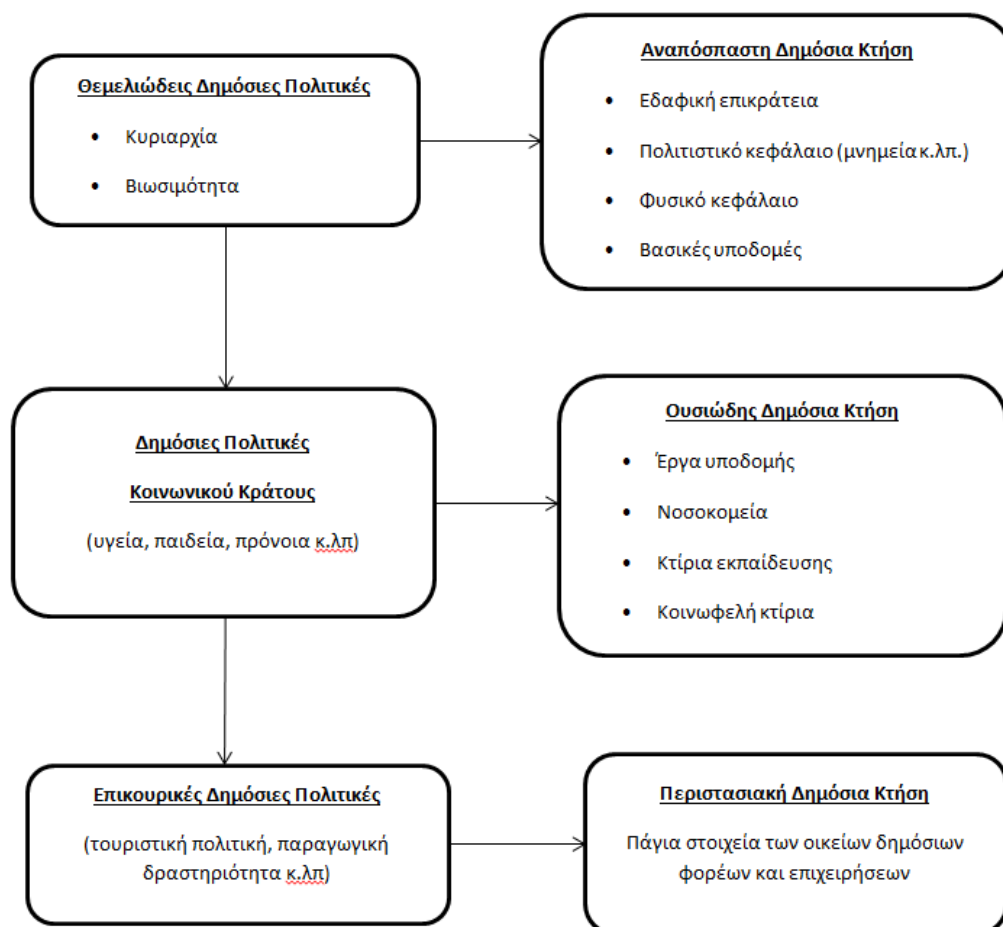 Θεμελιώδεις Δημόσιες Πολιτικές
• Κυριαρχία
• Βιωσιμότητα
Αναπόσπαστη Δημόσια Κτήση
• Εδαφική επικράτεια
• Πολιτιστικό κεφάλαιο (μνημεία κ.λπ.)
• Φυσικό κεφάλαιο
• Βασικές υποδομές
Δημόσιες Πολιτικές
Κοινωνικού Κράτους
(υγεία, παιδεία, πρόνοια κ.λπ)
Ουσιώδης Δημόσια Κτήση
• Έργα υποδομής
• Νοσοκομεία
• Κτίρια εκπαίδευσης
• Κοινωφελή κτίρια
Επικουρικές Δημόσιες Πολιτικές
(τουριστική πολιτική, παραγωγική
δραστηριότητα κ.λπ)
Περιστασιακή Δημόσια Κτήση
Πάγια στοιχεία των οικείων δημόσιων
φορέων και επιχειρήσεων